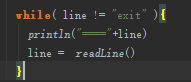 while( line != "exit" ){
println("====="+line)
line = readLine()
}